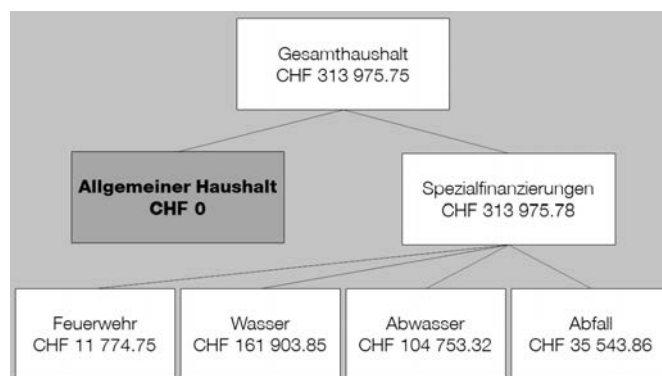 Gesamthaushalt
CHF 313 975.75
Allgemeiner Haushalt
CHF 0
Spezialfinanzierungen
CHF 313 975.78
Feuerwehr
CHF 11 774.75
Wasser
CHF 161 903.85
Abwasser
CHF 104 753.32
Abfall
CHF 35 543.86